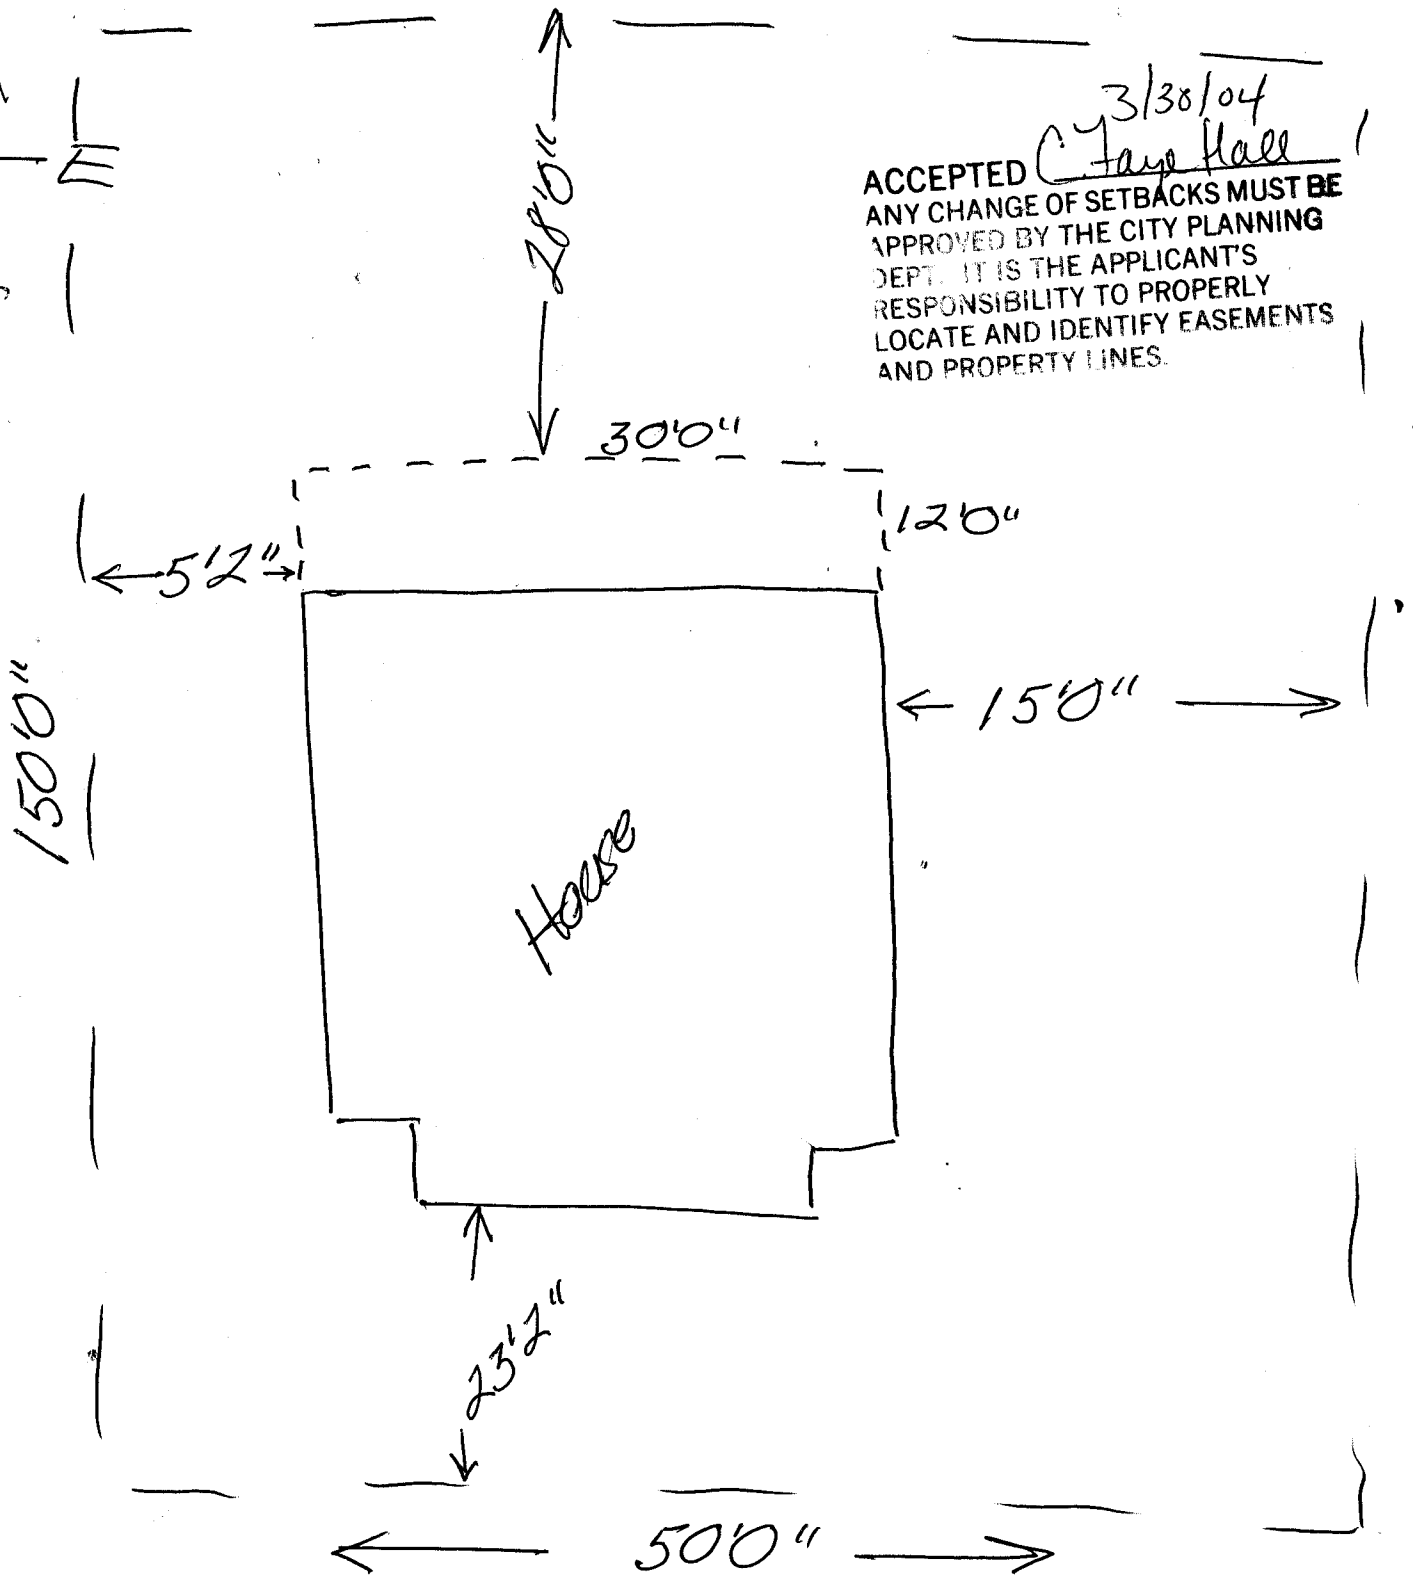 3/30/04
ACCEPTED C Faye Hall
ANY CHANGE OF SETBACKS MUST BE
APPROVED BY THE CITY PLANNING
DEPT. IT IS THE APPLICANT'S
RESPONSIBILITY TO PROPERLY
LOCATE AND IDENTIFY EASEMENTS
AND PROPERTY LINES.
E
28'0"
30'0"
12'0"
5'2"
150'0"
15'0"
House
23'2"
50'0"